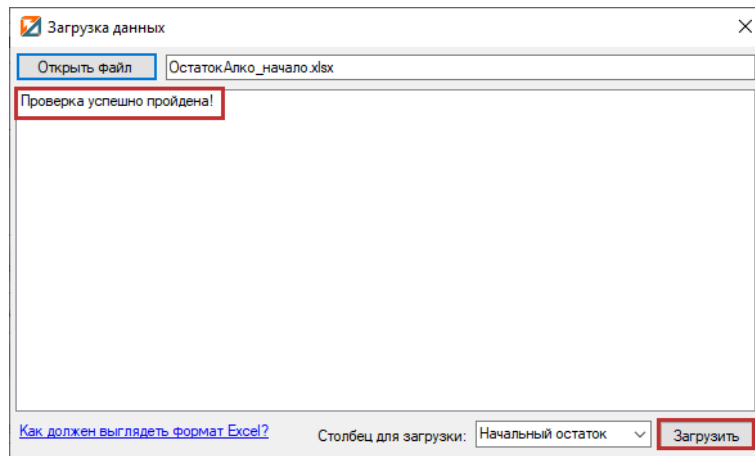 Загрузка данных
Открыть файл ОстатокАлко_начало.xlsx
Проверка успешно пройдена!
Как должен выглядеть формат Excel? Столбец для загрузки: Начальный остаток Загрузить